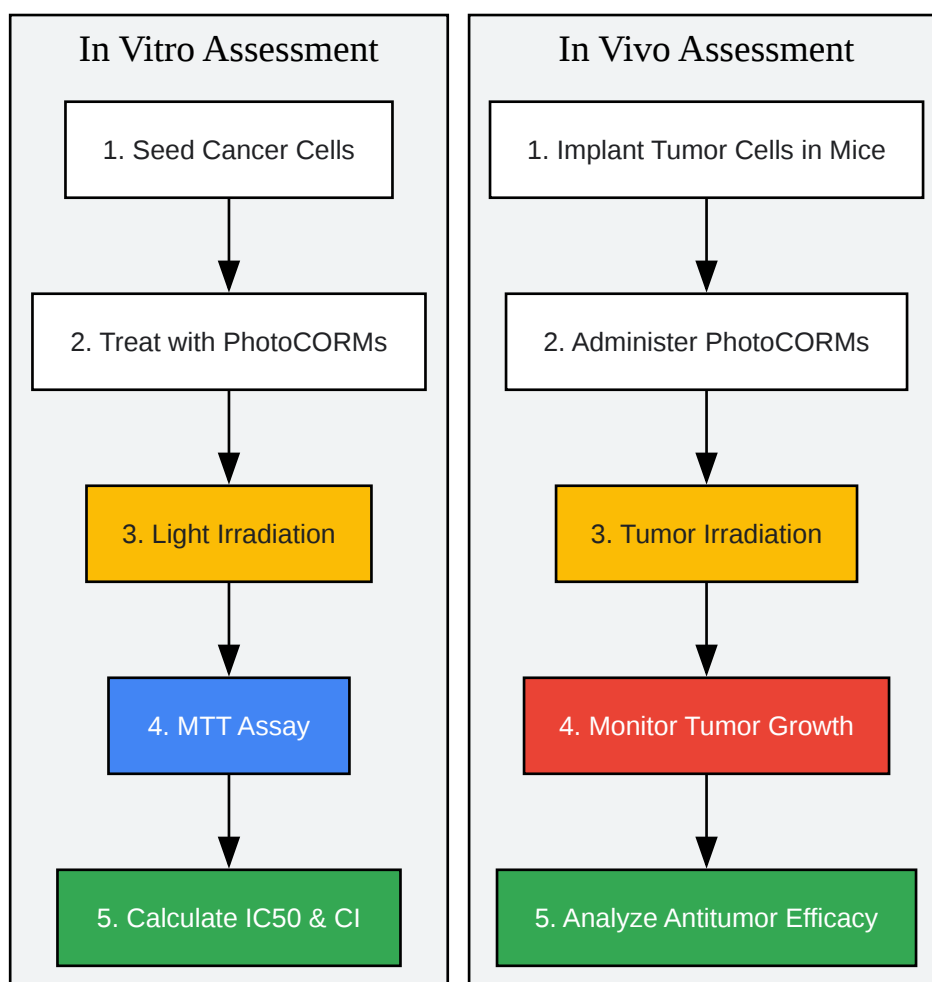 In Vitro Assessment
1. Seed Cancer Cells
2. Treat with PhotoCORMs
3. Light Irradiation
4. MTT Assay
5. Calculate IC50 & CI
In Vivo Assessment
1. Implant Tumor Cells in Mice
2. Administer PhotoCORMs
3. Tumor Irradiation
4. Monitor Tumor Growth
5. Analyze Antitumor Efficacy